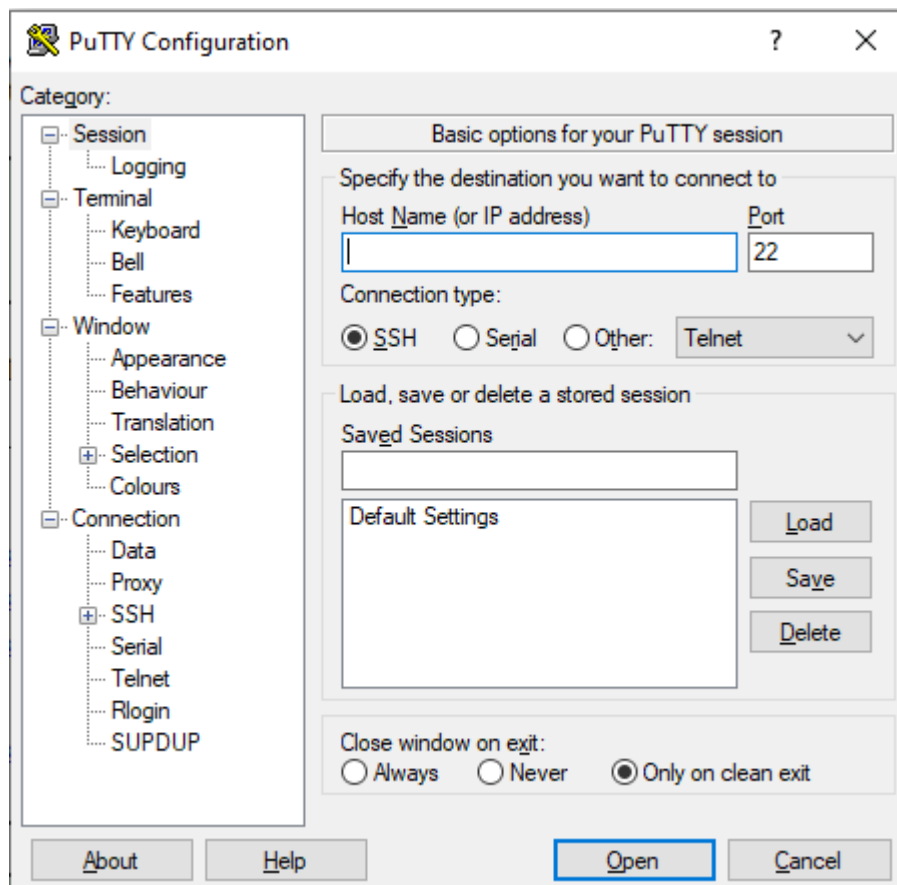 PuTTY Configuration
?
Category:
Session
Logging
Terminal
Keyboard
Bell
Features
Window
Appearance
Behaviour
Translation
Selection
Colours
Connection
Data
Proxy
SSH
Serial
Telnet
Rlogin
SUPDUP
Basic options for your PuTTY session
Specify the destination you want to connect to
Host Name (or IP address) Port
22
Connection type:
SSH Serial Other: Telnet
Load, save or delete a stored session
Saved Sessions
Default Settings
Load
Save
Delete
Close window on exit:
Always Never Only on clean exit
About Help Open Cancel